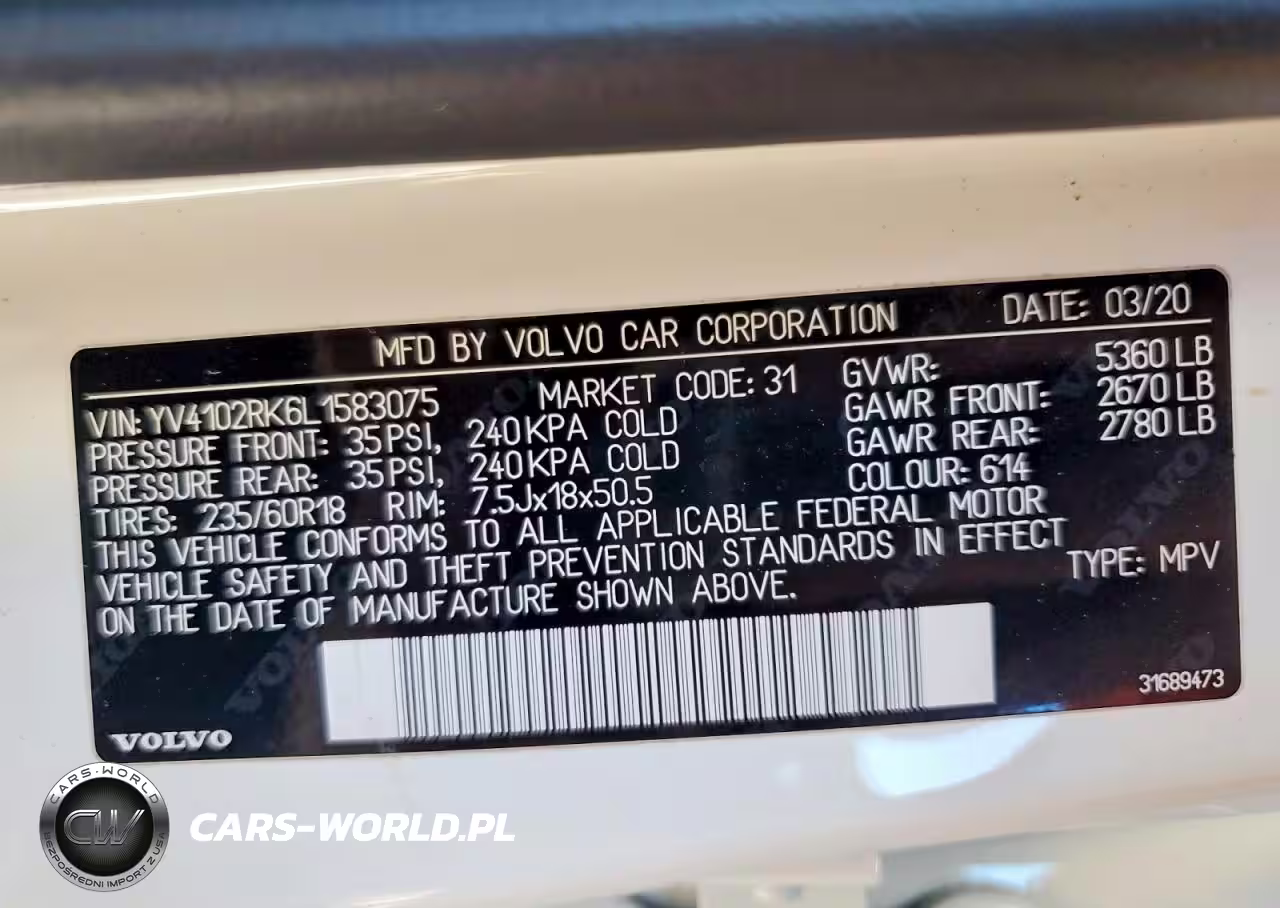 MFD BY VOLVO CAR CORPORATION DATE: 03/20
VIN: YV4102RK6L1583075 MARKET CODE: 31 GVWR: 5360 LB
PRESSURE FRONT: 35 PSI, 240 KPA COLD GAWR FRONT: 2670 LB
PRESSURE REAR: 35 PSI, 240 KPA COLD GAWR REAR: 2780 LB
TIRES: 235/60R18 RIM: 7.5Jx18x50.5 COLOUR: 614
THIS VEHICLE CONFORMS TO ALL APPLICABLE FEDERAL MOTOR
VEHICLE SAFETY AND THEFT PREVENTION STANDARDS IN EFFECT
ON THE DATE OF MANUFACTURE SHOWN ABOVE. TYPE: MPV
31689473
VOLVO
CARS-WORLD
CW
BEZPOŚREDNI IMPORT Z USA
CARS-WORLD.PL